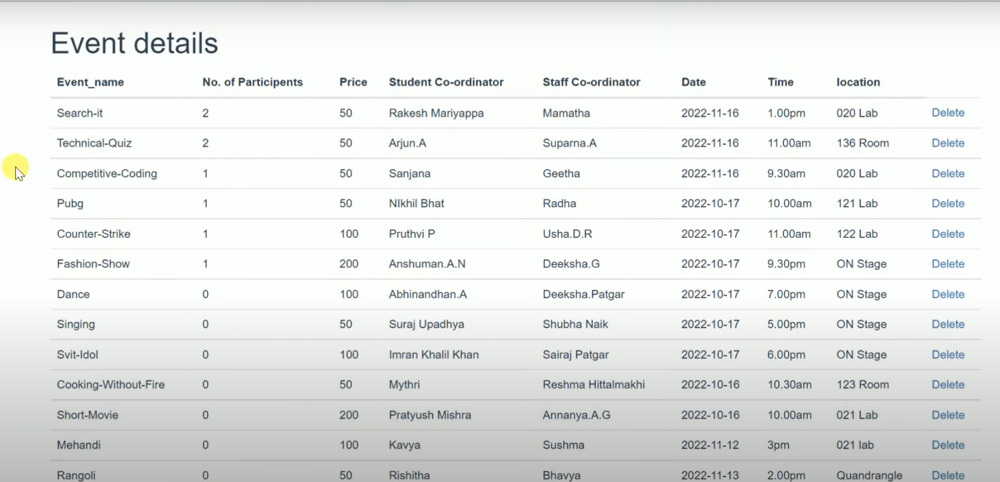 Event details
Event_name No. of Participents Price Student Co-ordinator Staff Co-ordinator Date Time location
Search-it 2 50 Rakesh Mariyappa Mamatha 2022-11-16 1.00pm 020 Lab Delete
Technical-Quiz 2 50 Arjun.A Suparna.A 2022-11-16 11.00am 136 Room Delete
Competitive-Coding 1 50 Sanjana Geetha 2022-11-16 9.30am 020 Lab Delete
Pubg 1 50 NIkhil Bhat Radha 2022-10-17 10.00am 121 Lab Delete
Counter-Strike 1 100 Pruthvi P Usha.D.R 2022-10-17 11.00am 122 Lab Delete
Fashion-Show 1 200 Anshuman.A.N Deeksha.G 2022-10-17 9.30pm ON Stage Delete
Dance 0 100 Abhinandhan.A Deeksha.Patgar 2022-10-17 7.00pm ON Stage Delete
Singing 0 50 Suraj Upadhya Shubha Naik 2022-10-17 5.00pm ON Stage Delete
Svit-Idol 0 100 Imran Khalil Khan Sairaj Patgar 2022-10-17 6.00pm ON Stage Delete
Cooking-Without-Fire 0 50 Mythri Reshma Hittalmakhi 2022-10-16 10.30am 123 Room Delete
Short-Movie 0 200 Pratyush Mishra Annanya.A.G 2022-10-16 10.00am 021 Lab Delete
Mehandi 0 100 Kavya Sushma 2022-11-12 3pm 021 lab Delete
Rangoli 0 50 Rishitha Bhavya 2022-11-13 2.00pm Quandrangle Delete